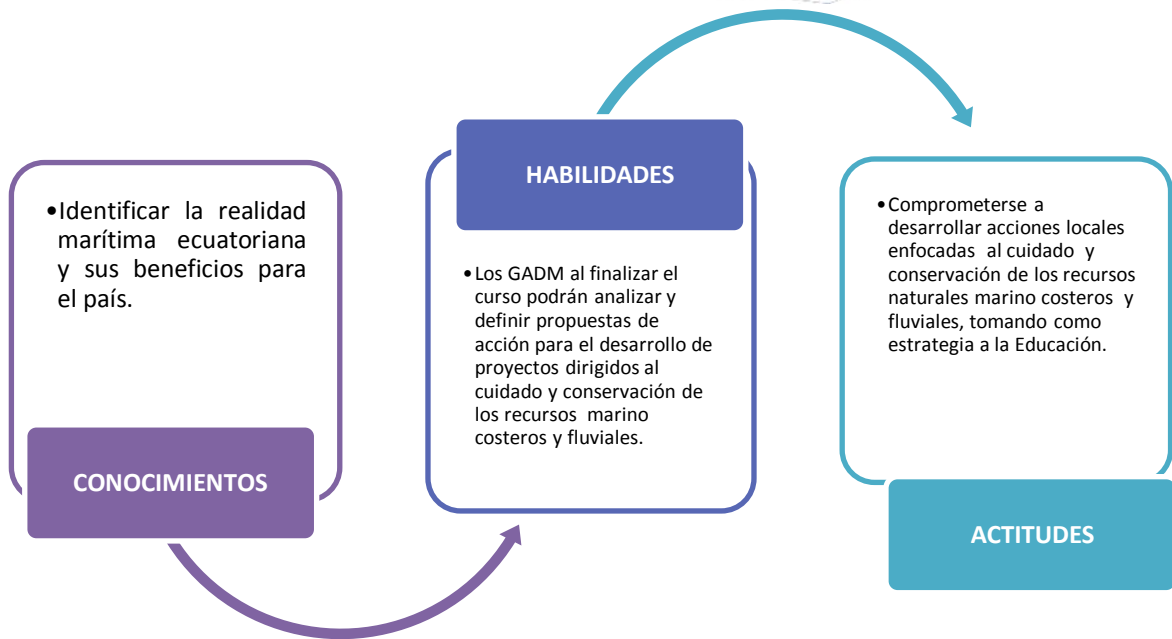 •Identificar la realidad
marítima ecuatoriana
y sus beneficios para
el país.
CONOCIMIENTOS
HABILIDADES
•Los GADM al finalizar el
curso podrán analizar y
definir propuestas de
acción para el desarrollo de
proyectos dirigidos al
cuidado y conservación de
los recursos marino
costeros y fluviales.
•Comprometerse a
desarrollar acciones locales
enfocadas al cuidado y
conservación de los recursos
naturales marino costeros y
fluviales, tomando como
estrategia a la Educación.
ACTITUDES